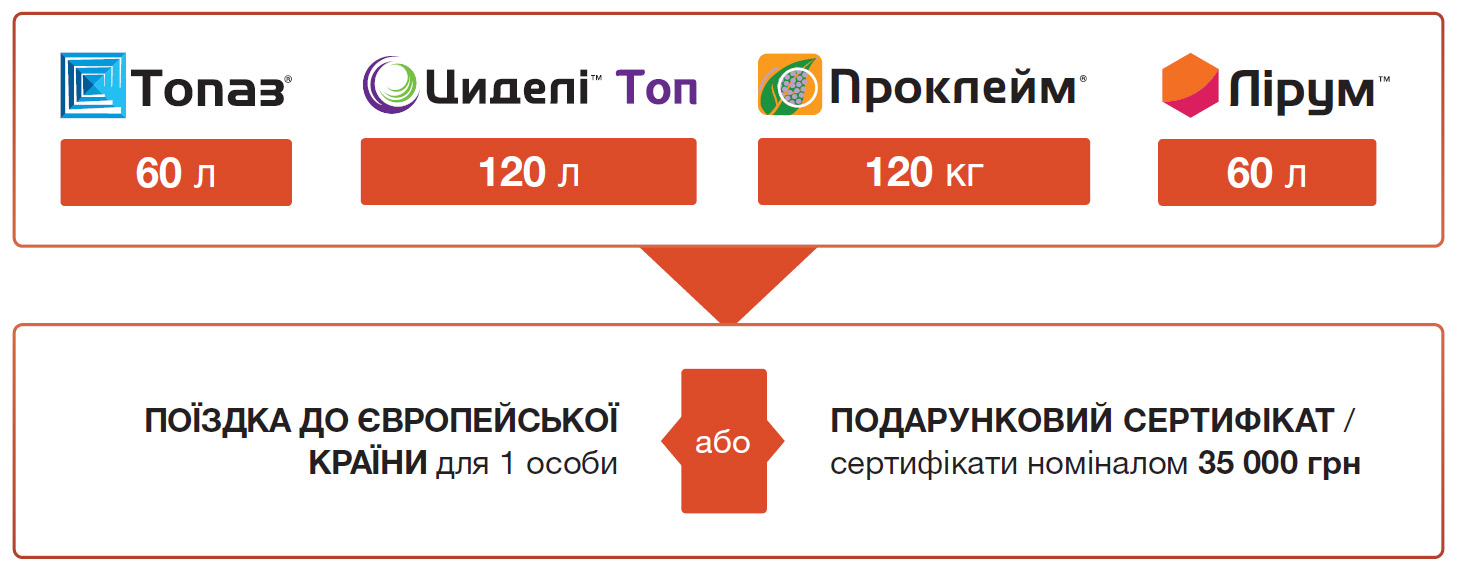 Топаз® Циделі™ Топ Проклейм® Лірум™
60 л 120 л 120 кг 60 л
ПОЇЗДКА ДО ЄВРОПЕЙСЬКОЇ
КРАЇНИ для 1 особи
або
ПОДАРУНКОВИЙ СЕРТИФІКАТ /
сертифікати номіналом 35 000 грн